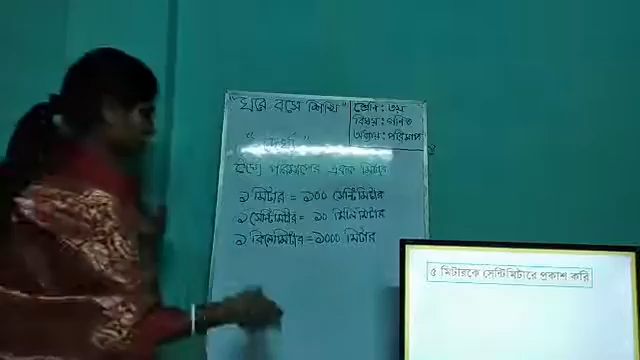 "ঘরে বসে শিখি"
শ্রেণি : ৩য়
বিষয় : গণিত
অধ্যায় : পরিমাপ
পরিমাপের একক মিটার
১ মিটার = ১০০ সেন্টিমিটার
১ সেন্টিমিটার = ১০ মিলিমিটার
১ কিলোমিটার = ১০০০ মিটার
৫ মিটারকে সেন্টিমিটারে প্রকাশ করি